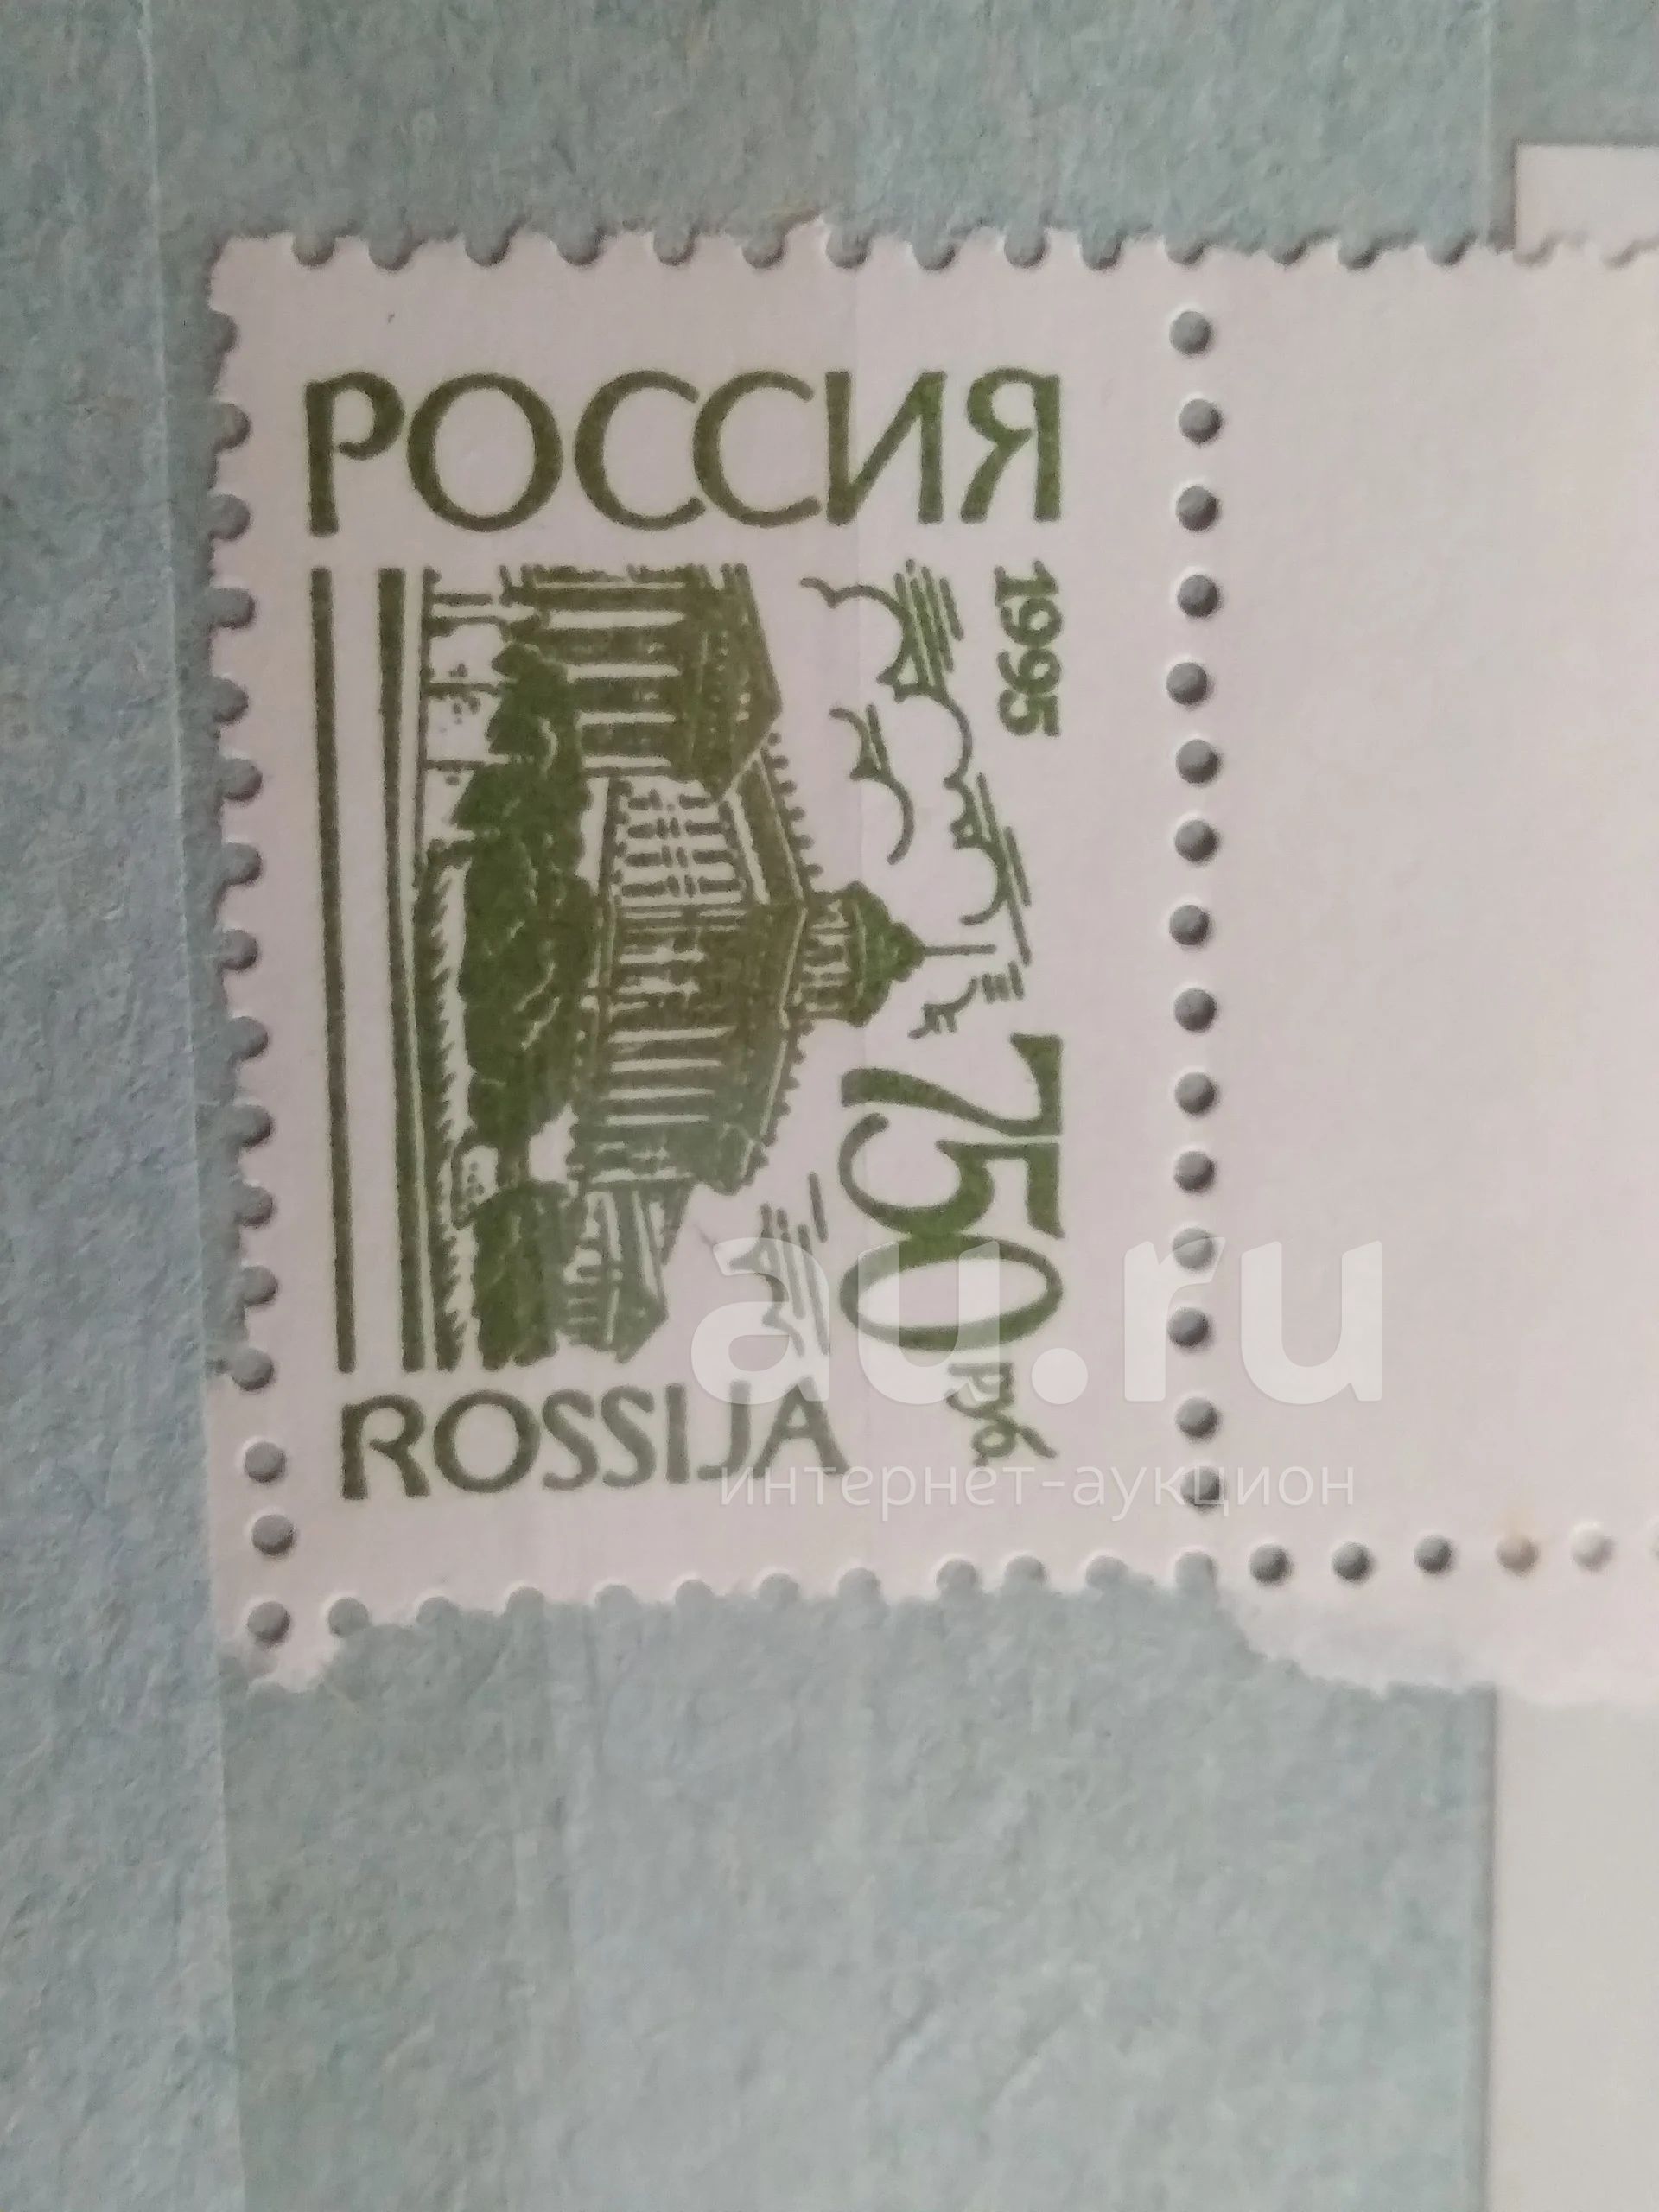 РОССИЯ
1995
750 руб.
ROSSIJA
au.ru
интернет-аукцион